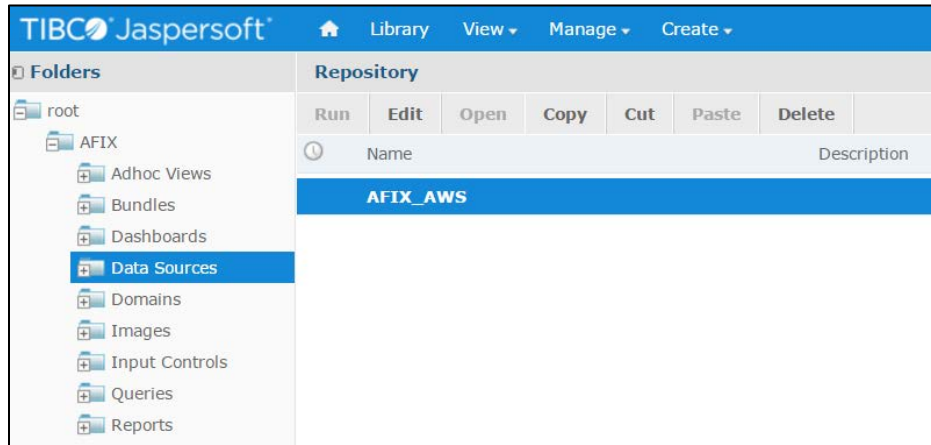 TIBCO Jaspersoft Library View Manage Create
Folders
Repository
root
AFIX
Adhoc Views
Bundles
Dashboards
Data Sources
Domains
Images
Input Controls
Queries
Reports
Run Edit Open Copy Cut Paste Delete
Name Description
AFIX_AWS